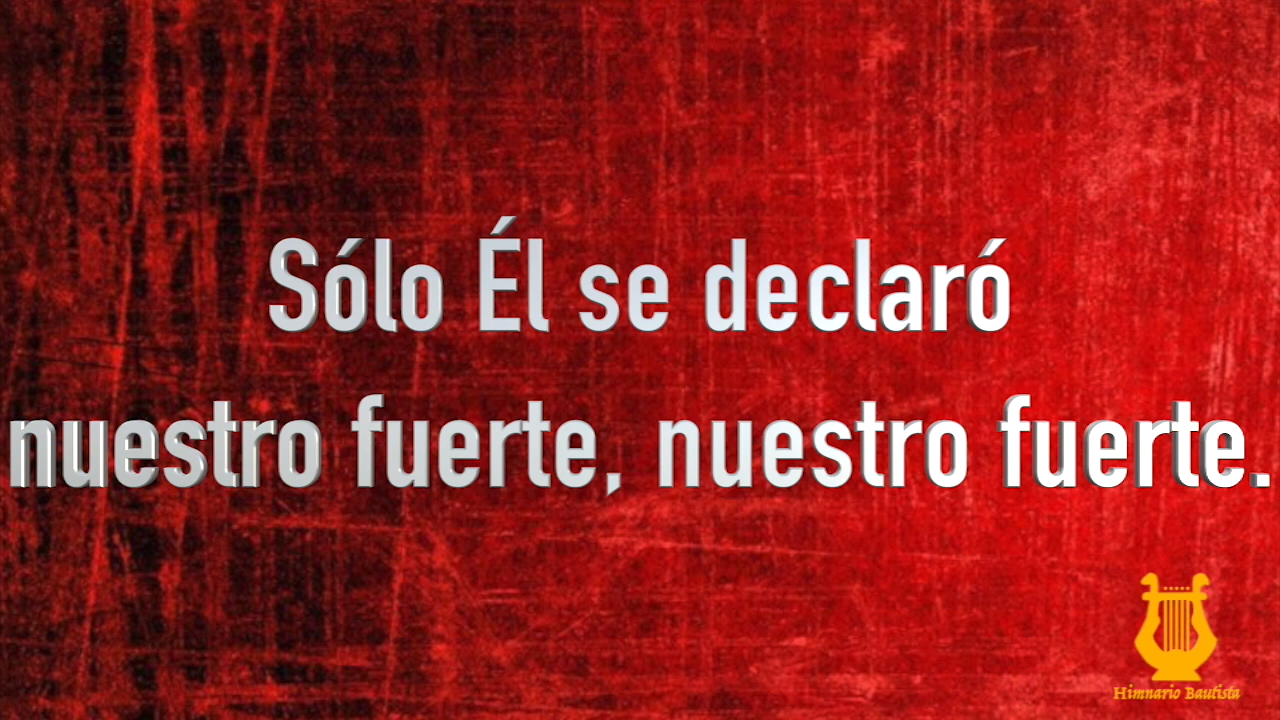 Sólo Él se declaró
nuestro fuerte, nuestro fuerte.
Himnario Bautista